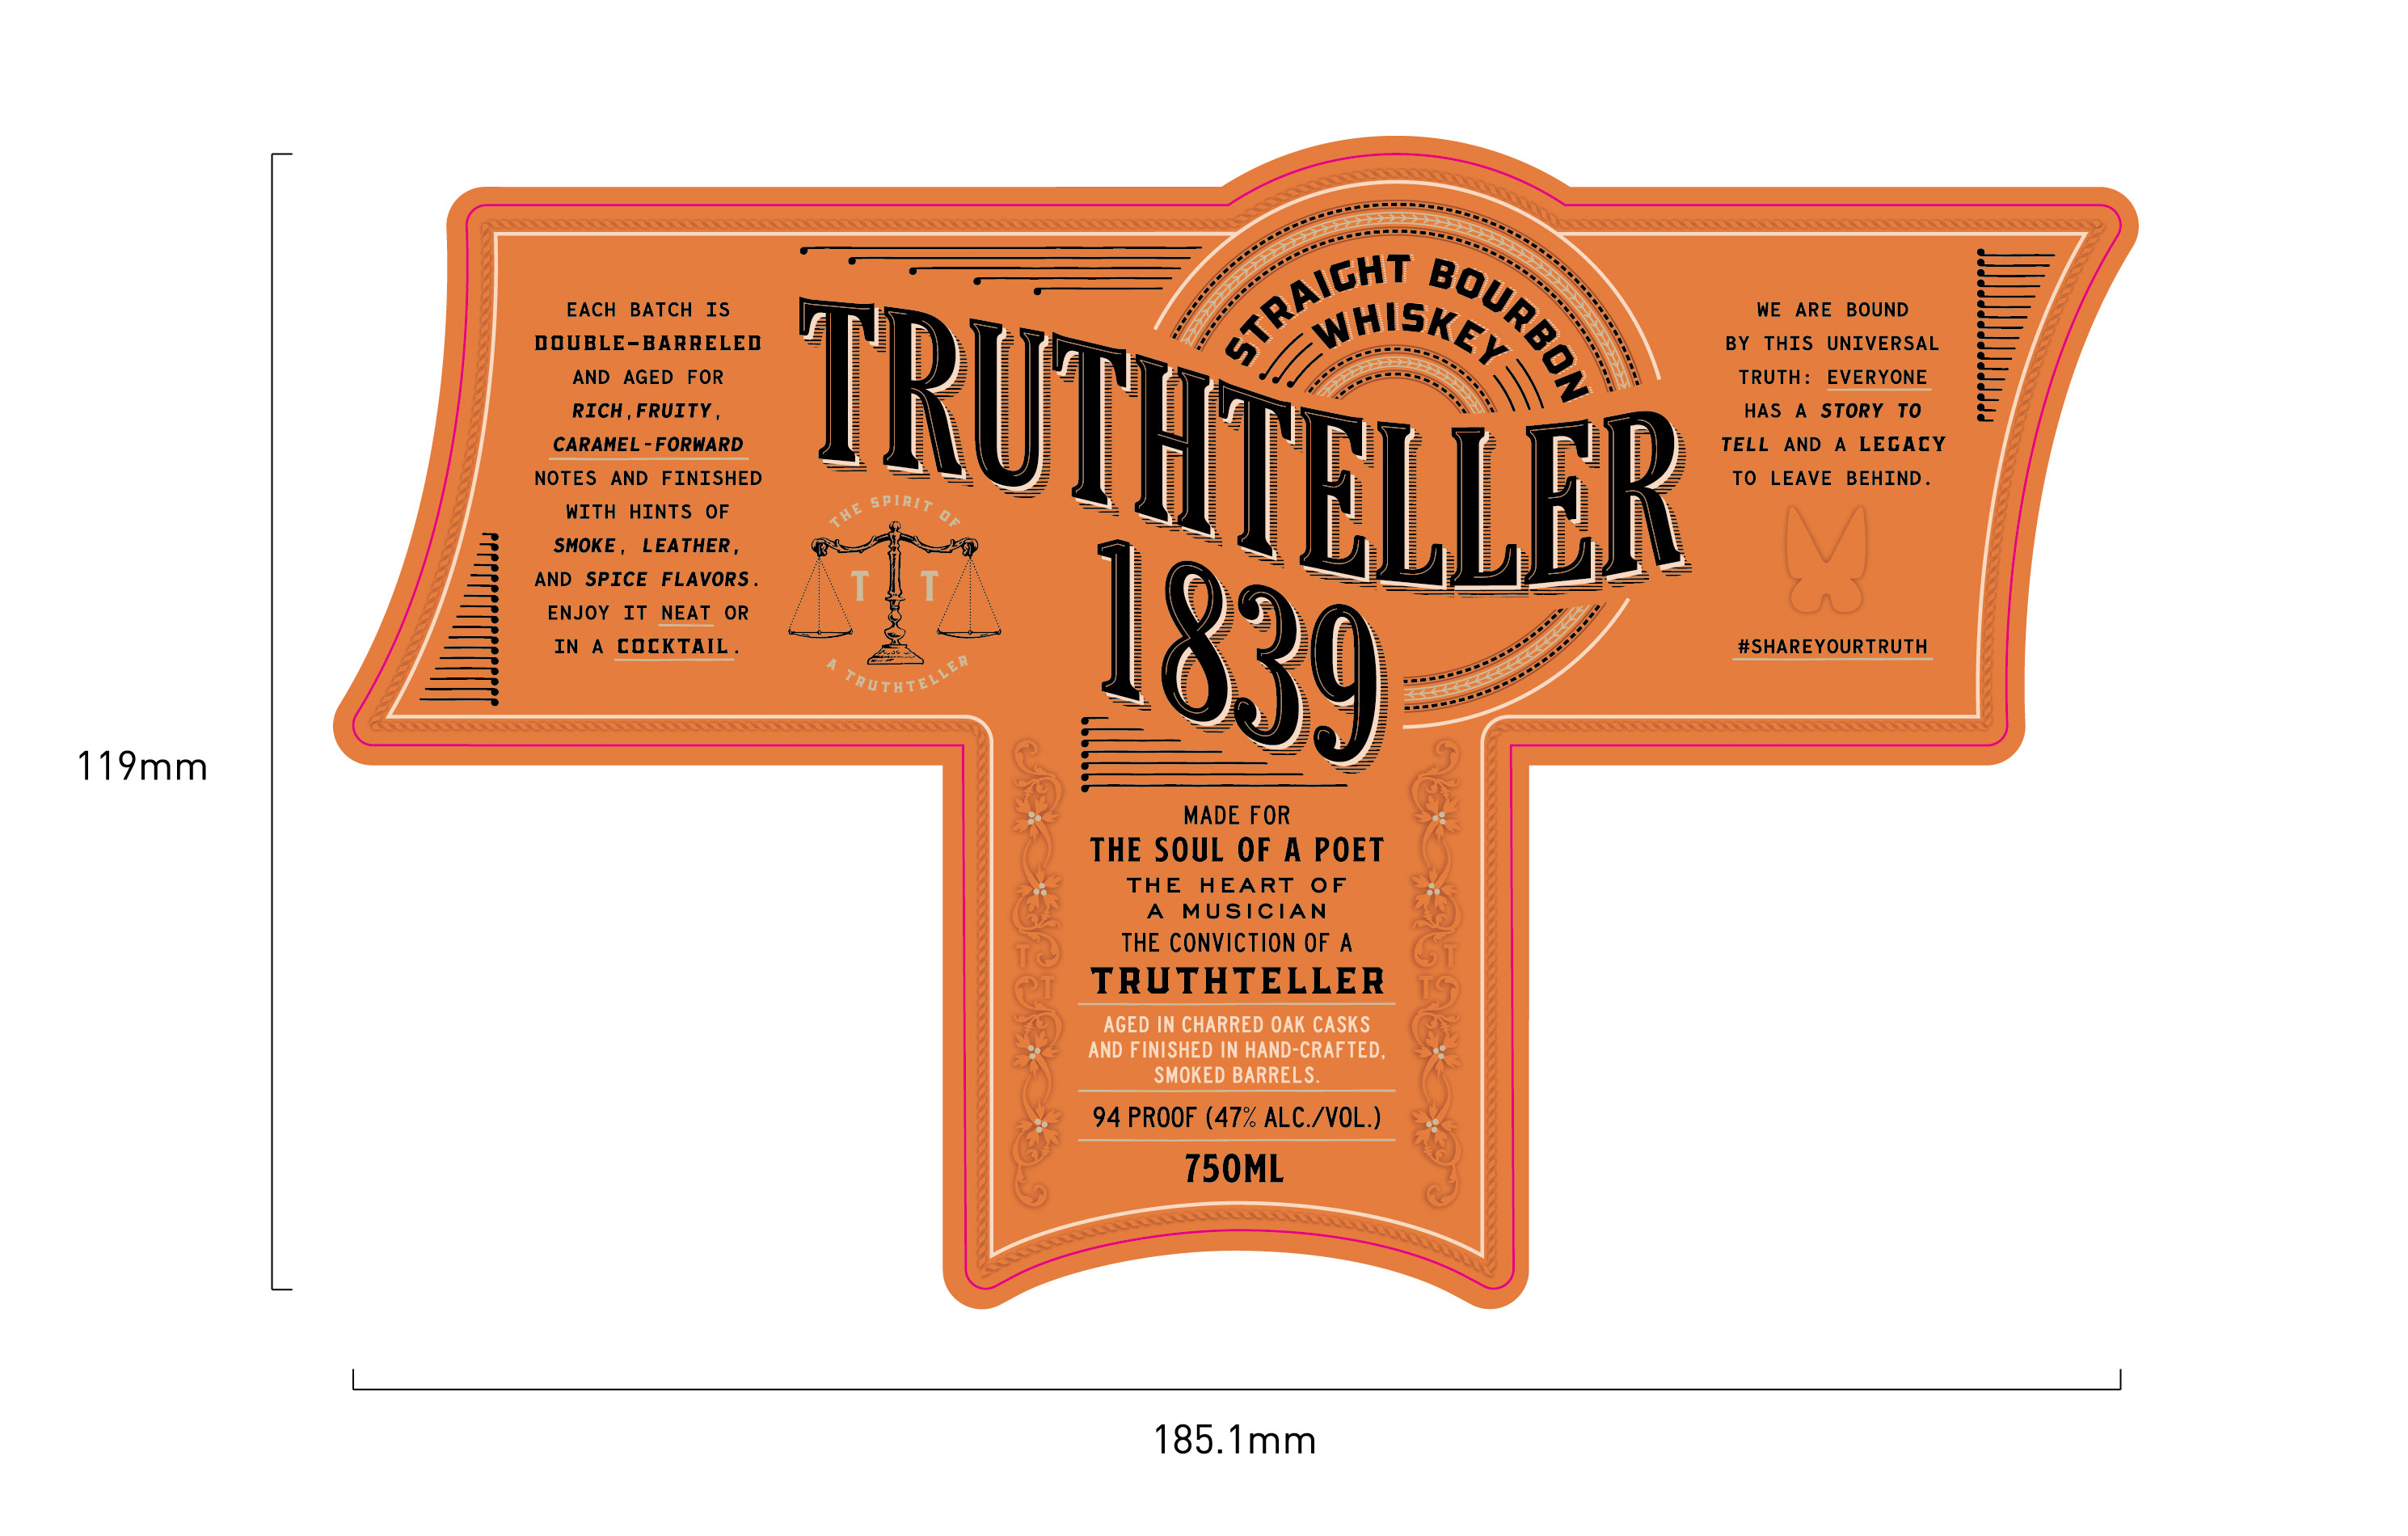 EACH BATCH IS
DOUBLE-BARRELED
AND AGED FOR
RICH, FRUITY,
CARAMEL-FORWARD
NOTES AND FINISHED
WITH HINTS OF
SMOKE, LEATHER,
AND SPICE FLAVORS.
ENJOY IT NEAT OR
IN A COCKTAIL.
STRAIGHT BOURBON
WHISKEY
TRUTHTELLER
1839
THE SPIRIT OF
T T
A TRUTHTELLER
WE ARE BOUND
BY THIS UNIVERSAL
TRUTH: EVERYONE
HAS A STORY TO
TELL AND A LEGACY
TO LEAVE BEHIND.
#SHAREYOURTRUTH
MADE FOR
THE SOUL OF A POET
THE HEART OF
A MUSICIAN
THE CONVICTION OF A
TRUTHTELLER
T T
T T
AGED IN CHARRED OAK CASKS
AND FINISHED IN HAND-CRAFTED,
SMOKED BARRELS.
94 PROOF (47% ALC./VOL.)
750ML
119mm
185.1mm